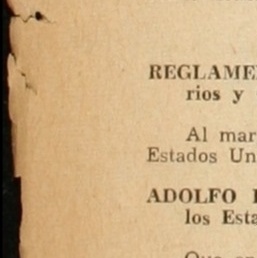 REGLAME
rios y
Al mar
Estados Un
ADOLFO
los Esta